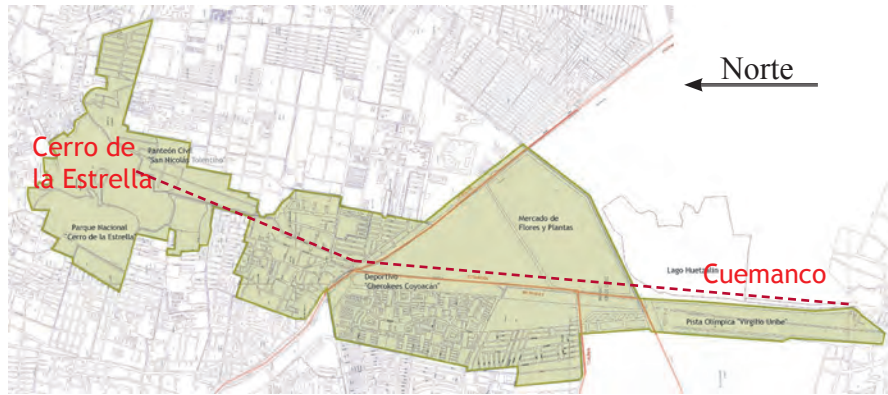 Norte
Cerro de
la Estrella
Panteón Civil
"San Nicolás Tolentino"
Parque Nacional
"Cerro de la Estrella"
Mercado de
Flores y Plantas
Lago Huetzalin
Cuemanco
Deportivo
"Cherokees Coyoacán"
Pista Olímpica "Virgilio Uribe"